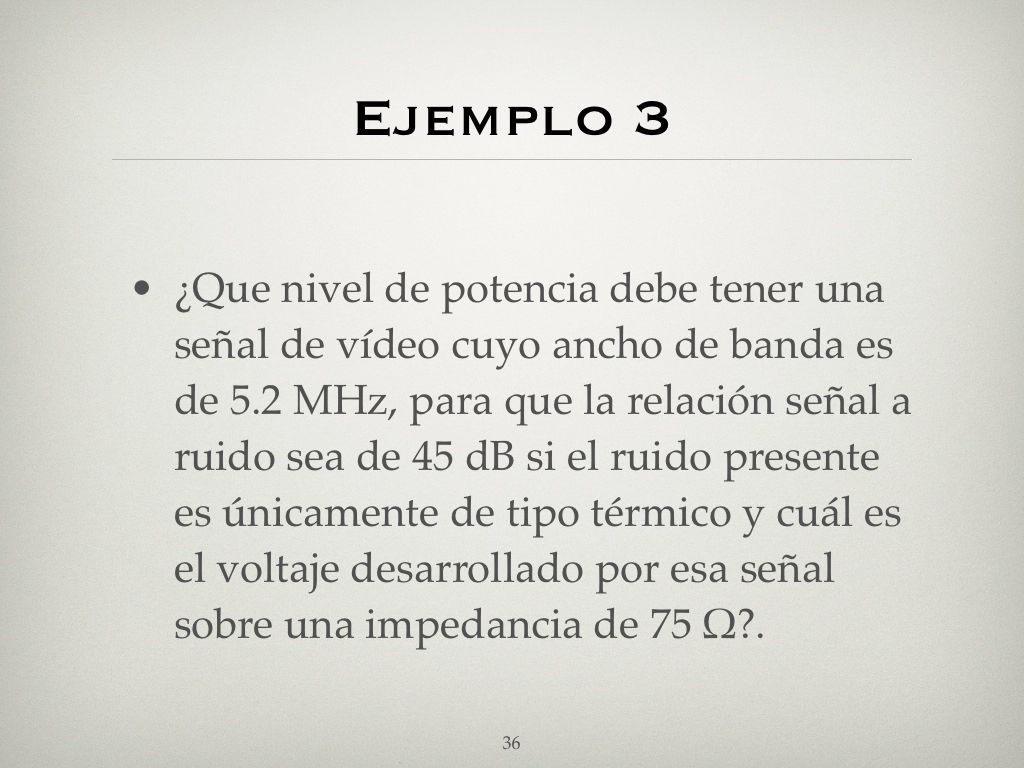 Ejemplo 3
• ¿Que nivel de potencia debe tener una
señal de vídeo cuyo ancho de banda es
de 5.2 MHz, para que la relación señal a
ruido sea de 45 dB si el ruido presente
es únicamente de tipo térmico y cuál es
el voltaje desarrollado por esa señal
sobre una impedancia de 75 Ω?.
36